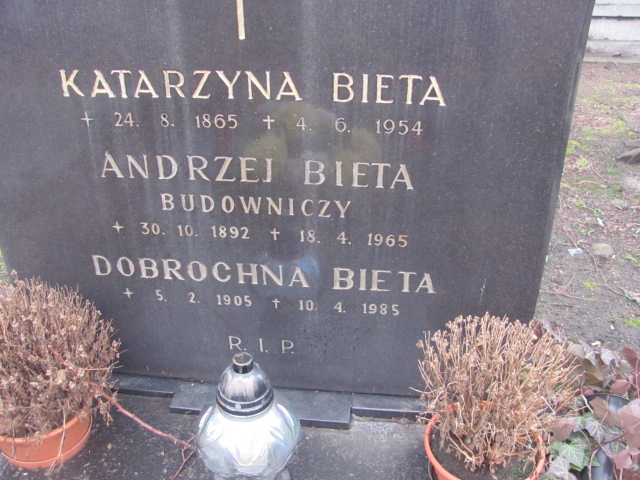 KATARZYNA BIETA
+ 24. 8. 1865 † 4. 6. 1954
ANDRZEJ BIETA
BUDOWNICZY
+ 30. 10. 1892 † 18. 4. 1965
DOBROCHNA BIETA
+ 5. 2. 1905 † 10. 4. 1985
R. I. P.